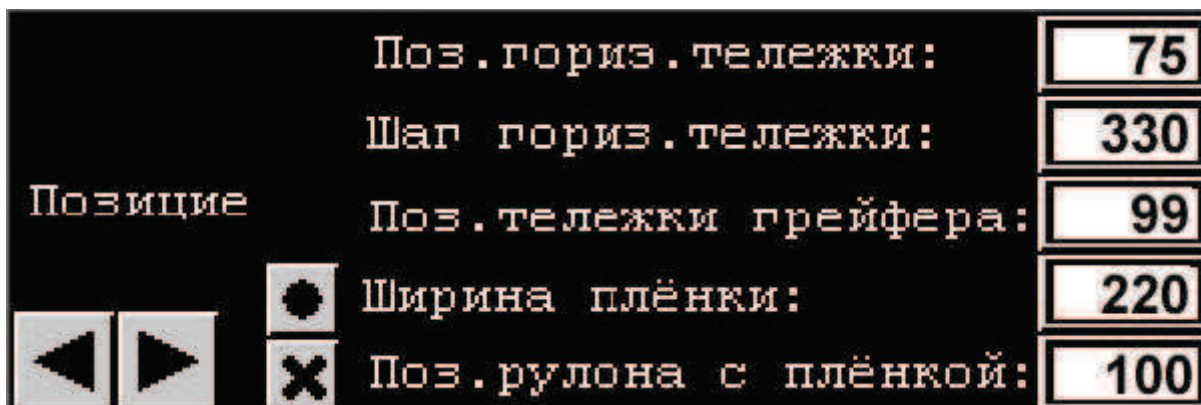 Поз.гориз.тележки: 75
Шаг гориз.тележки: 330
Позицие
Поз.тележки грейфера: 99
Ширина плёнки: 220
Поз.рулона с плёнкой: 100